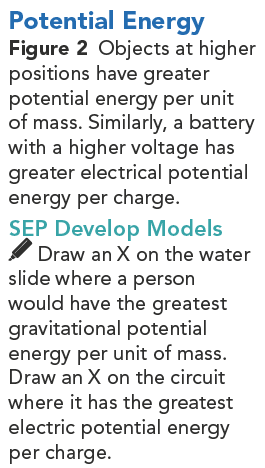 Potential Energy
Figure 2 Objects at higher
positions have greater
potential energy per unit
of mass. Similarly, a battery
with a higher voltage has
greater electrical potential
energy per charge.
SEP Develop Models
Draw an X on the water
slide where a person
would have the greatest
gravitational potential
energy per unit of mass.
Draw an X on the circuit
where it has the greatest
electric potential energy
per charge.